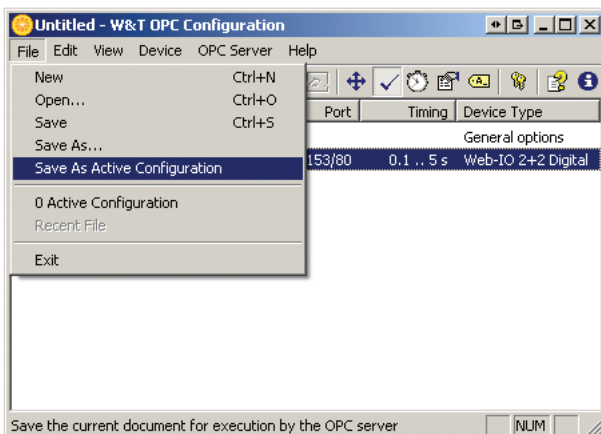 Untitled - W&T OPC Configuration
File Edit View Device OPC Server Help
New Ctrl+N
Open... Ctrl+O
Save Ctrl+S
Save As...
Save As Active Configuration
0 Active Configuration
Recent File
Exit
Port Timing Device Type
General options
153/80 0.1 .. 5 s Web-IO 2+2 Digital
Save the current document for execution by the OPC server NUM